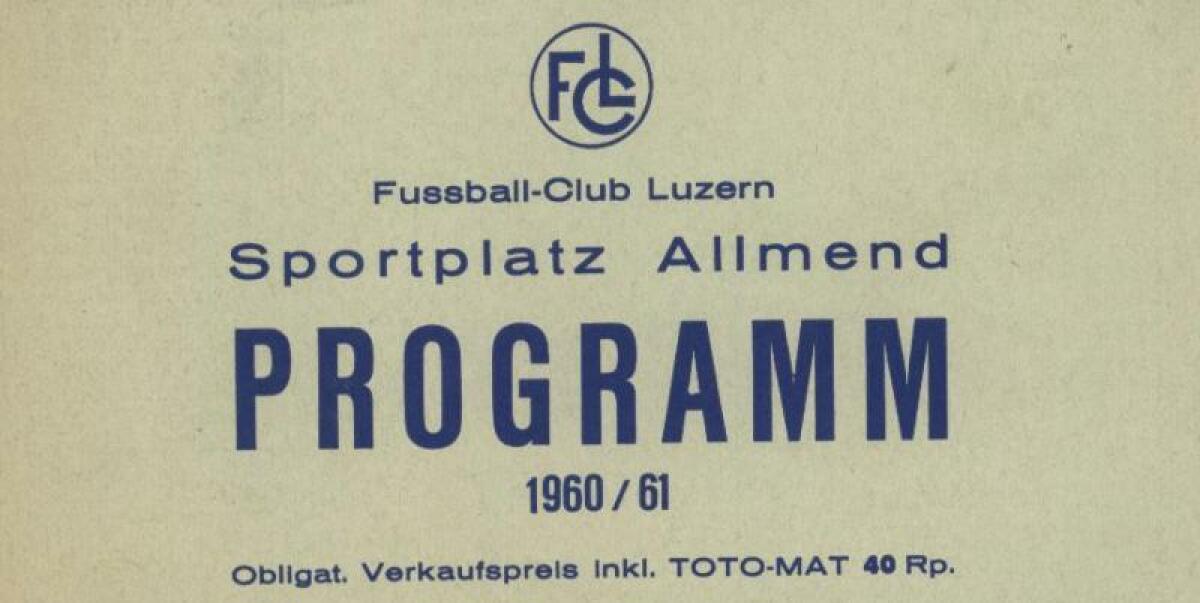 FCL
Fussball-Club Luzern
Sportplatz Allmend
PROGRAMM
1960/61
Obligat. Verkaufspreis inkl. TOTO-MAT 40 Rp.